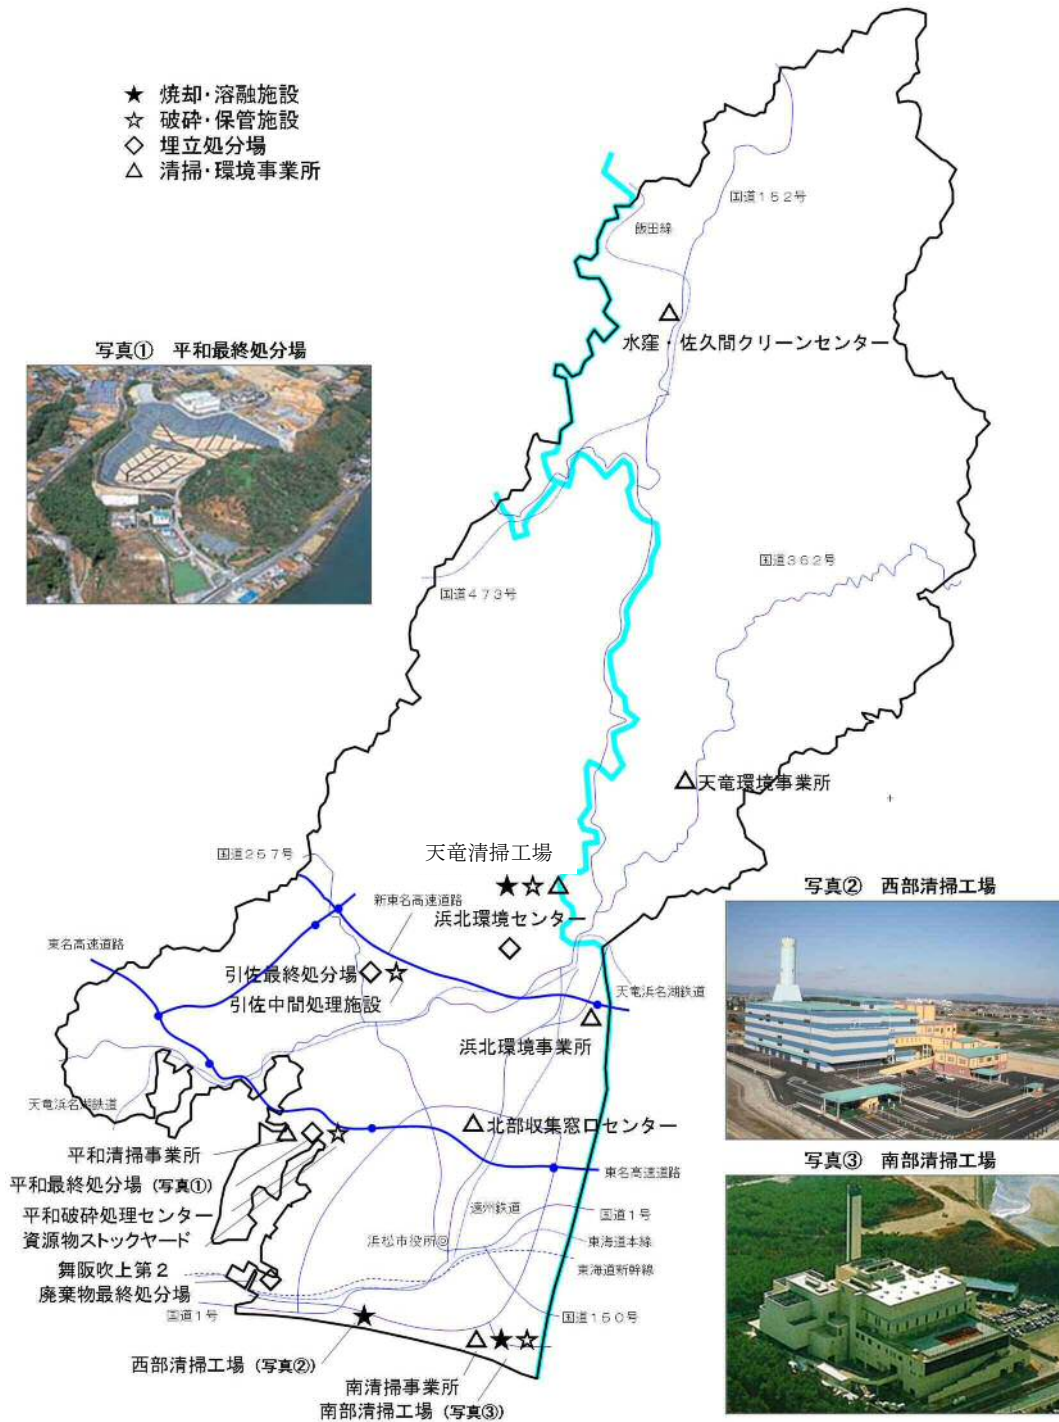 ★ 焼却・溶融施設
☆ 破砕・保管施設
◇ 埋立処分場
△ 清掃・環境事業所
国道152号
飯田線
水窪・佐久間クリーンセンター
写真① 平和最終処分場
国道473号
国道362号
天竜環境事業所
国道257号
天竜清掃工場
新東名高速道路
浜北環境センター
東名高速道路
引佐最終処分場
引佐中間処理施設
天竜浜名湖鉄道
浜北環境事業所
写真② 西部清掃工場
天竜浜名湖鉄道
北部収集窓口センター
平和清掃事業所
東名高速道路
平和最終処分場 (写真①)
平和破砕処理センター
資源物ストックヤード
遠州鉄道
国道1号
浜松市役所◎
東海道本線
東海道新幹線
舞阪吹上第2
廃棄物最終処分場
国道1号
国道150号
西部清掃工場 (写真②)
南清掃事業所
南部清掃工場 (写真③)
写真③ 南部清掃工場